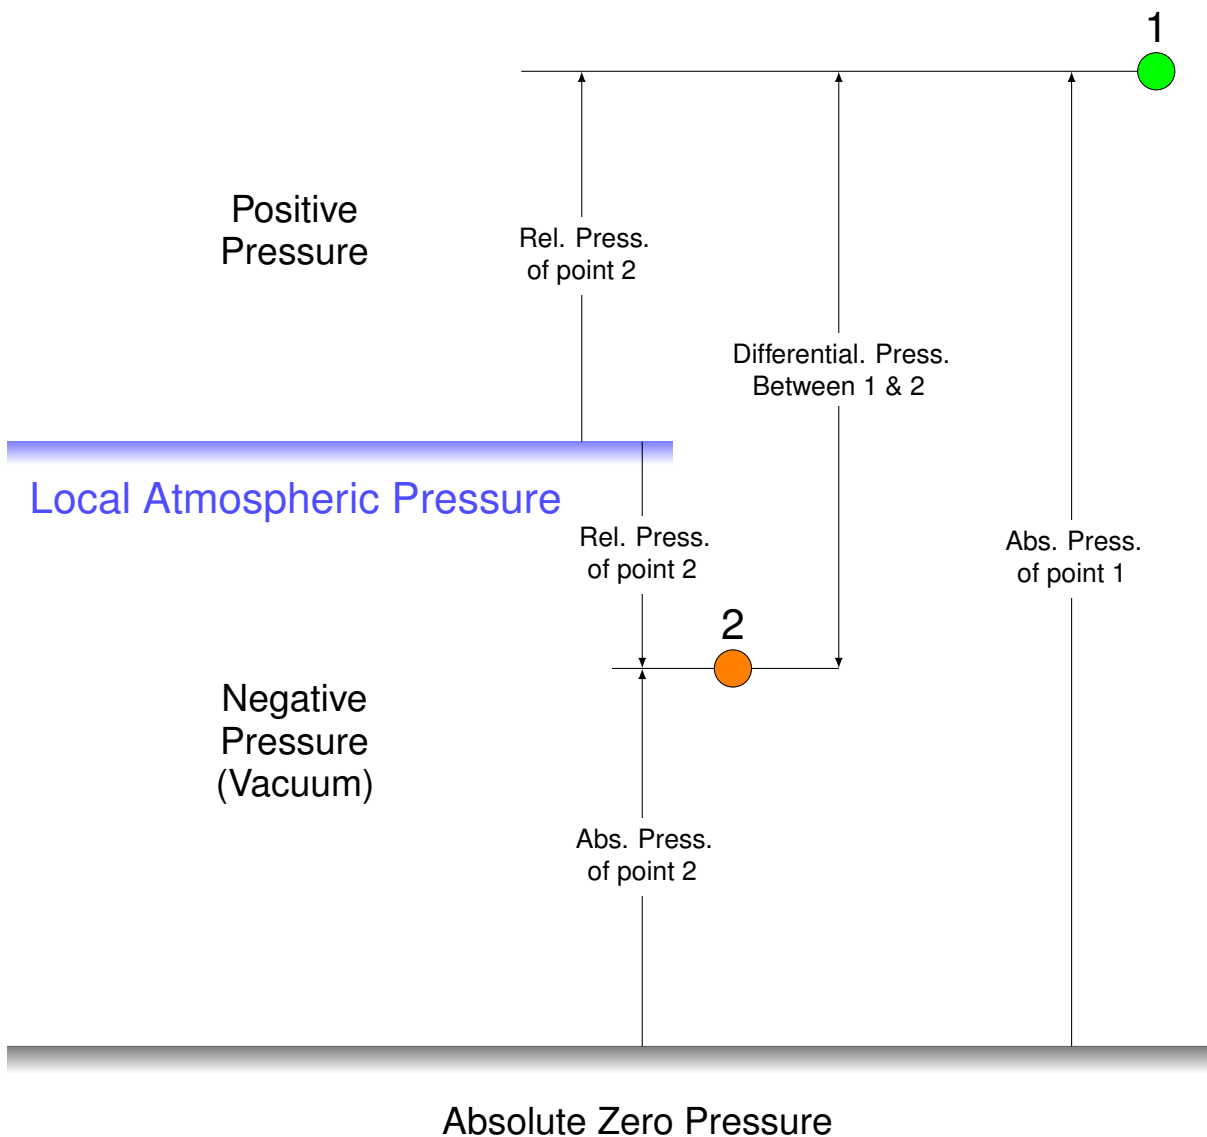 1
Positive
Pressure
Rel. Press.
of point 2
Differential. Press.
Between 1 & 2
Local Atmospheric Pressure
Rel. Press.
of point 2
Abs. Press.
of point 1
2
Negative
Pressure
(Vacuum)
Abs. Press.
of point 2
Absolute Zero Pressure